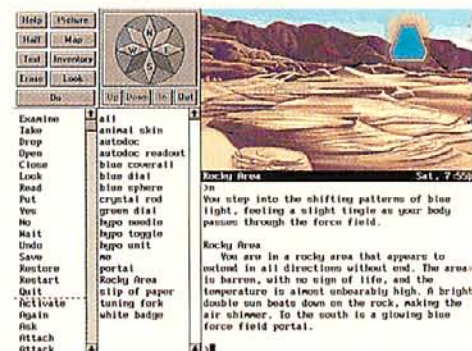 Help Picture
Half Map
Text Inventory
Erase Look
Do
N
W E
S
Up Down In Out
Examine
Take
Drop
Open
Close
Look
Read
Put
Yes
No
Wait
Undo
Save
Restore
Restart
Quit
Activate
Again
Ask
Attach
Attack
all
animal skin
autodoc
autodoc readout
blue coverall
blue dial
blue sphere
crystal rod
green dial
hypo needle
hypo toggle
hypo unit
me
portal
Rocky Area
slip of paper
tuning fork
white badge
Rocky Area Sat, 7:550
>n
You step into the shifting patterns of blue
light, feeling a slight tingle as your body
passes through the force field.
Rocky Area
You are in a rocky area that appears to
extend in all directions without end. The area
is barren, with no sign of life, and the
temperature is almost unbearably high. A bright
double sun beats down on the rock, making the
air shimmer. To the south is a glowing blue
force field portal.
>